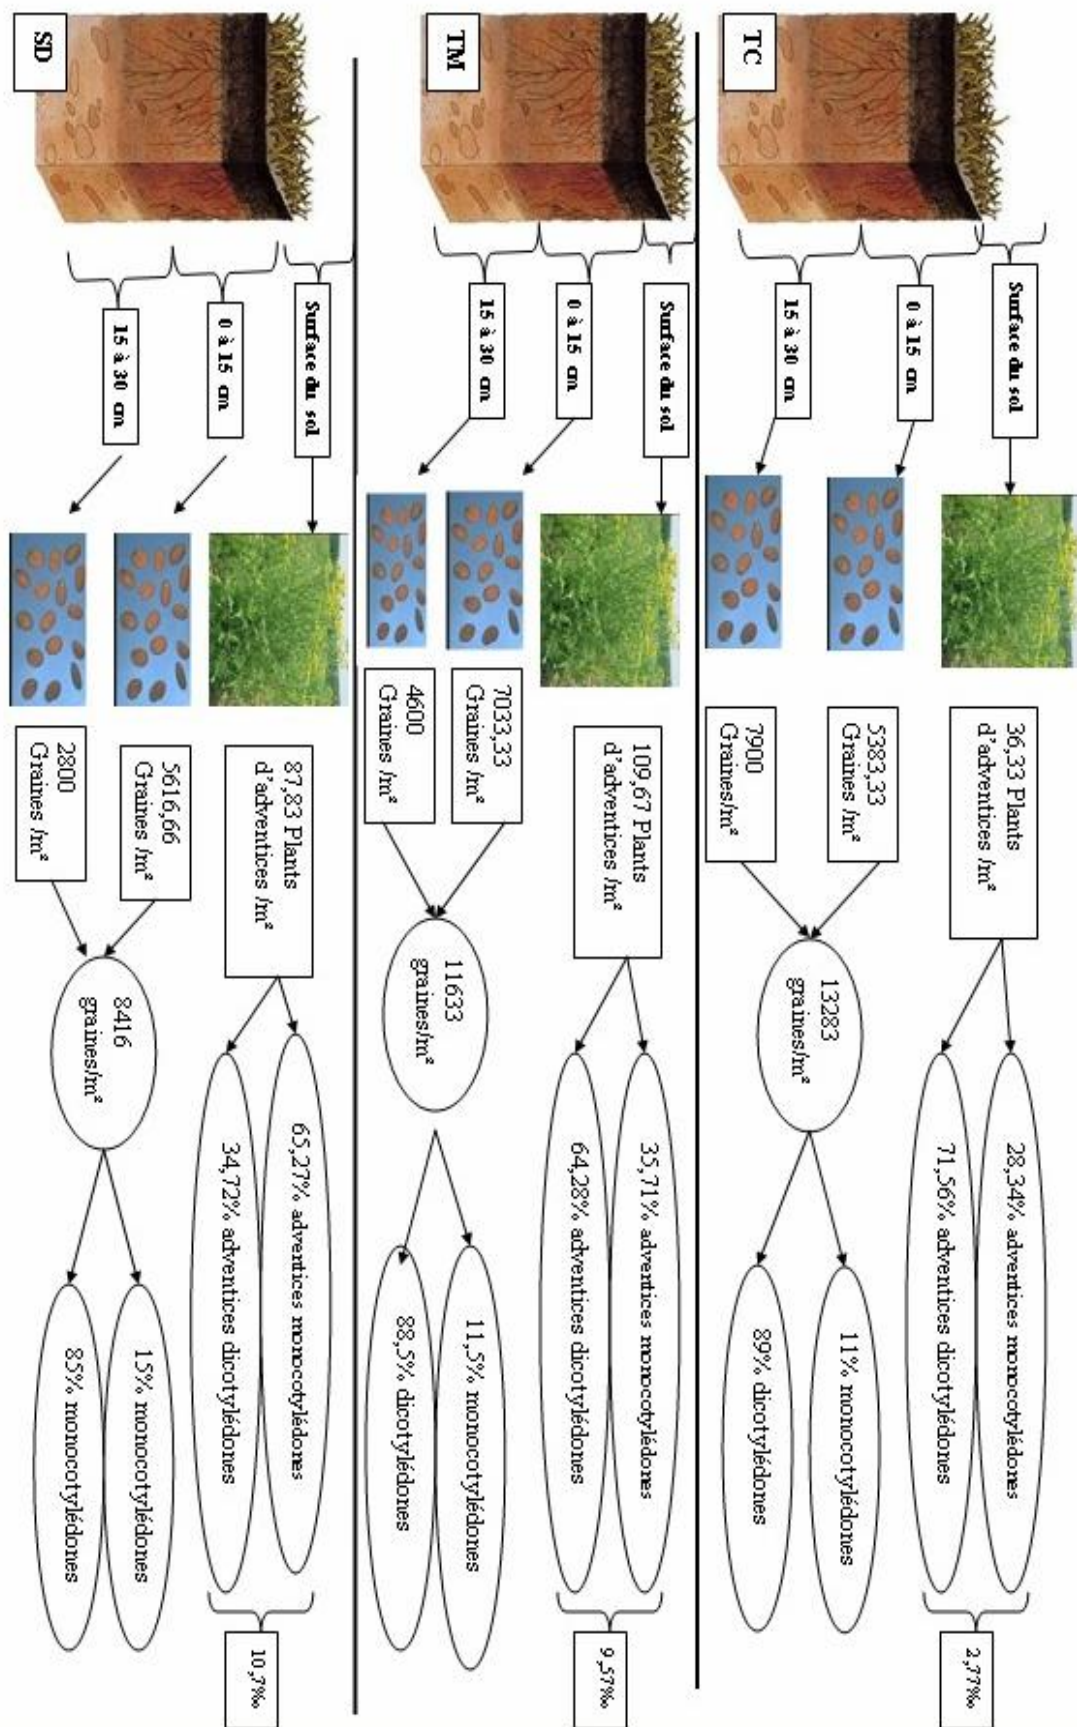 TC
Surface du sol
0 à 15 cm
15 à 30 cm
36,33 Plants
d'adventices /m²
5383,33
Graines /m²
7900
Graines/m²
13283
graines/m²
28,34% adventices monocotylédones
71,56% adventices dicotylédones
11% monocotylédones
89% dicotylédones
2,77‰
TM
Surface du sol
0 à 15 cm
15 à 30 cm
109,67 Plants
d'adventices /m²
7033,33
Graines /m²
4600
Graines /m²
11633
graines/m²
35,71% adventices monocotylédones
64,28% adventices dicotylédones
11,5% monocotylédones
88,5% dicotylédones
9,57‰
SD
Surface du sol
0 à 15 cm
15 à 30 cm
87,83 Plants
d'adventices /m²
5616,66
Graines /m²
2800
Graines /m²
8416
graines/m²
65,27% adventices monocotylédones
34,72% adventices dicotylédones
15% monocotylédones
85% monocotylédones
10,7‰